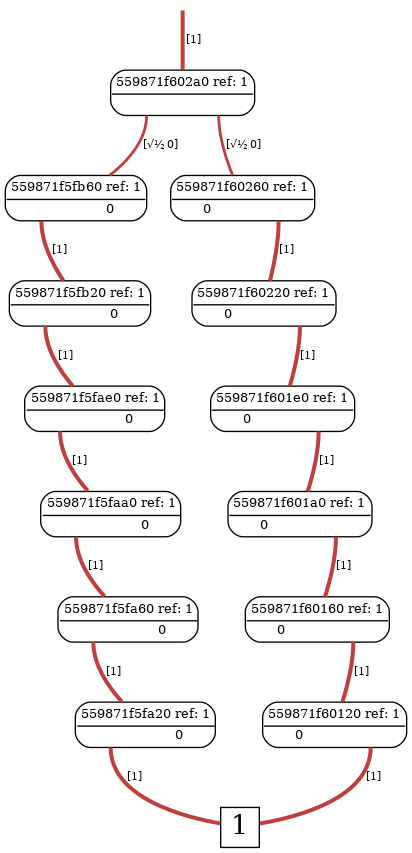 [1]
559871f602a0 ref: 1
[√½ 0]
[√½ 0]
559871f5fb60 ref: 1
0
559871f60260 ref: 1
0
[1]
[1]
559871f5fb20 ref: 1
0
559871f60220 ref: 1
0
[1]
[1]
559871f5fae0 ref: 1
0
559871f601e0 ref: 1
0
[1]
[1]
559871f5faa0 ref: 1
0
559871f601a0 ref: 1
0
[1]
[1]
559871f5fa60 ref: 1
0
559871f60160 ref: 1
0
[1]
[1]
559871f5fa20 ref: 1
0
559871f60120 ref: 1
0
[1]
[1]
1